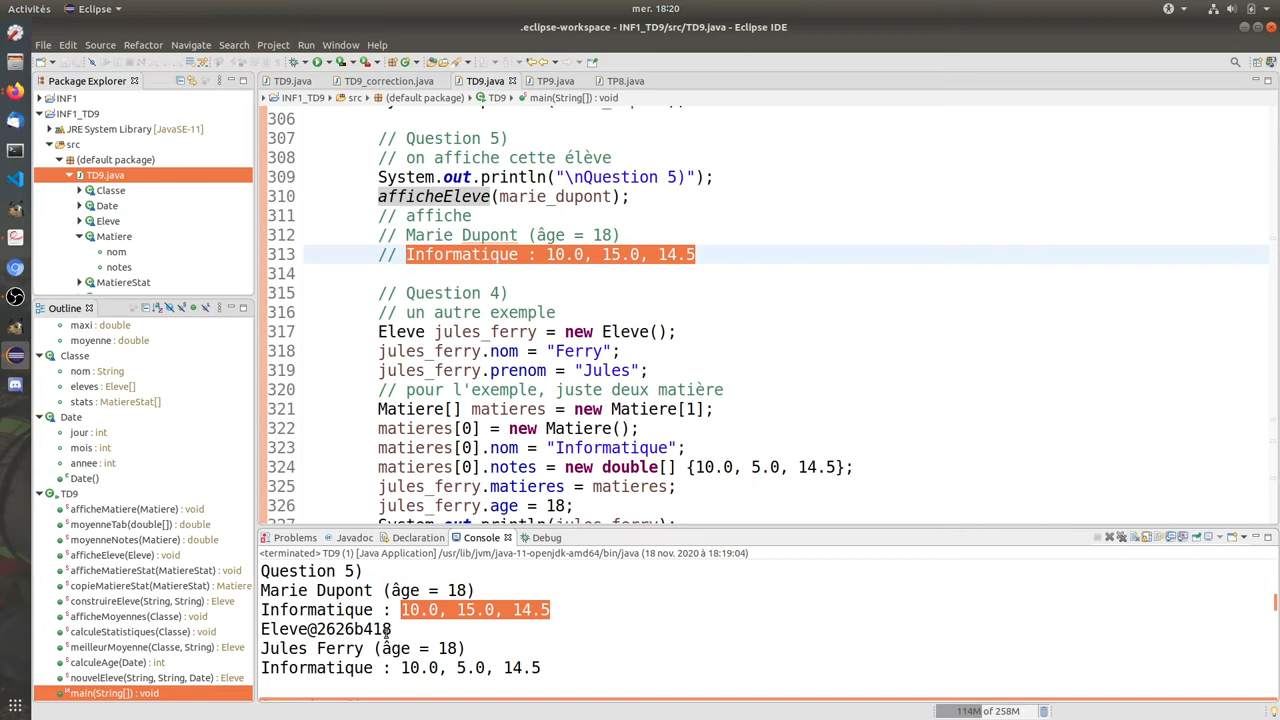 Activités Eclipse mer. 18:20
.eclipse-workspace - INF1_TD9/src/TD9.java - Eclipse IDE
File Edit Source Refactor Navigate Search Project Run Window Help
Package Explorer
INF1
INF1_TD9
JRE System Library [JavaSE-11]
src
(default package)
TD9.java
Classe
Date
Eleve
Matiere
nom
notes
MatiereStat
Outline
maxi : double
moyenne : double
Classe
nom : String
eleves : Eleve[]
stats : MatiereStat[]
Date
jour : int
mois : int
annee : int
Date()
TD9
afficheMatiere(Matiere) : void
moyenneTab(double[]) : double
moyenneNotes(Matiere) : double
afficheEleve(Eleve) : void
afficheMatiereStat(MatiereStat) : void
copieMatiereStat(MatiereStat) : Matiere
construireEleve(String, String) : Eleve
afficheMoyennes(Classe) : void
calculeStatistiques(Classe) : void
meilleurMoyenne(Classe) : Eleve
calculeAge(Date) : int
nouvelEleve(String, String, Date) : Eleve
main(String[]) : void
TD9.java TD9_correction.java TD9.java TP9.java TP8.java
INF1_TD9 src (default package) TD9 main(String[]) : void
306
307 // Question 5)
308 // on affiche cette élève
309 System.out.println("\nQuestion 5)");
310 afficheEleve(marie_dupont);
311 // affiche
312 // Marie Dupont (âge = 18)
313 // Informatique : 10.0, 15.0, 14.5
314
315 // Question 4)
316 // un autre exemple
317 Eleve jules_ferry = new Eleve();
318 jules_ferry.nom = "Ferry";
319 jules_ferry.prenom = "Jules";
320 // pour l'exemple, juste deux matière
321 Matiere[] matieres = new Matiere[1];
322 matieres[0] = new Matiere();
323 matieres[0].nom = "Informatique";
324 matieres[0].notes = new double[] {10.0, 5.0, 14.5};
325 jules_ferry.matieres = matieres;
326 jules_ferry.age = 18;
327 System.out.println(jules_ferry);
Problems Javadoc Declaration Console Debug
<terminated> TD9 (1) [Java Application] /usr/lib/jvm/java-11-openjdk-amd64/bin/java (18 nov. 2020 à 18:19:04)
Question 5)
Marie Dupont (âge = 18)
Informatique : 10.0, 15.0, 14.5
Eleve@2626b418
Jules Ferry (âge = 18)
Informatique : 10.0, 5.0, 14.5
114M of 258M